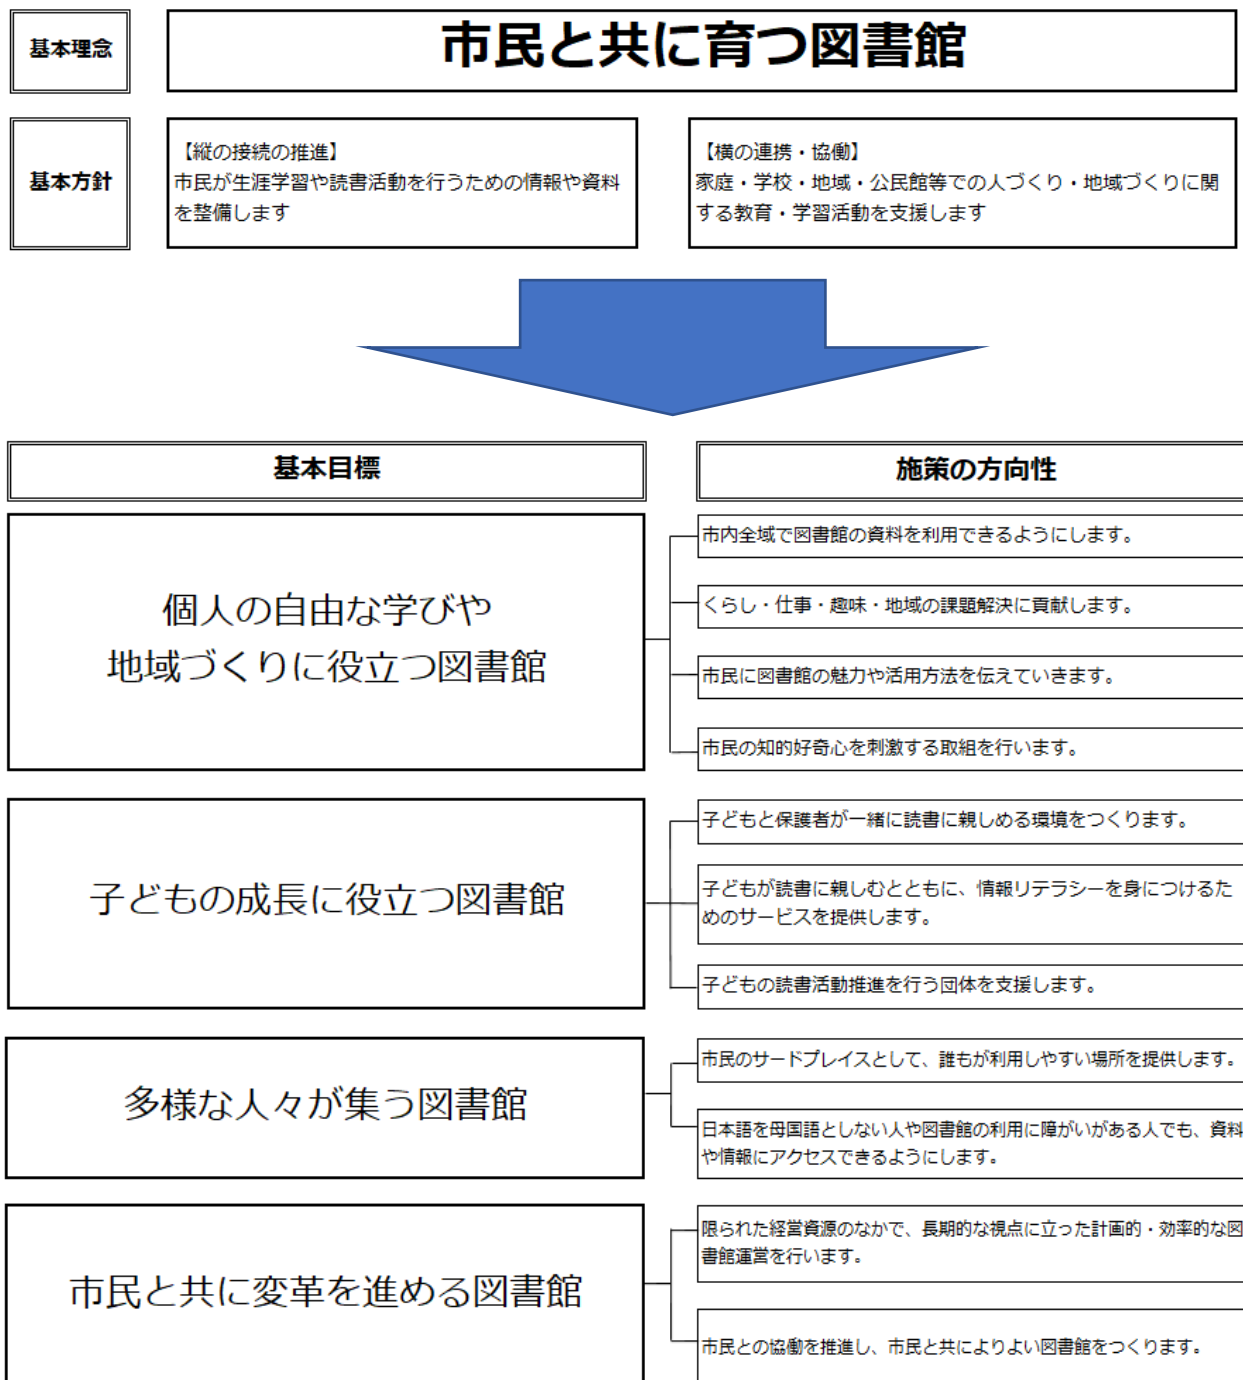 基本理念
市民と共に育つ図書館
基本方針
【縦の接続の推進】
市民が生涯学習や読書活動を行うための情報や資料
を整備します
【横の連携・協働】
家庭・学校・地域・公民館等での人づくり・地域づくりに関
する教育・学習活動を支援します
基本目標
施策の方向性
個人の自由な学びや
地域づくりに役立つ図書館
市内全域で図書館の資料を利用できるようにします。
くらし・仕事・趣味・地域の課題解決に貢献します。
市民に図書館の魅力や活用方法を伝えていきます。
市民の知的好奇心を刺激する取組を行います。
子どもの成長に役立つ図書館
子どもと保護者が一緒に読書に親しめる環境をつくります。
子どもが読書に親しむとともに、情報リテラシーを身につけるた
めのサービスを提供します。
子どもの読書活動推進を行う団体を支援します。
多様な人々が集う図書館
市民のサードプレイスとして、誰もが利用しやすい場所を提供します。
日本語を母国語としない人や図書館の利用に障がいがある人でも、資料
や情報にアクセスできるようにします。
市民と共に変革を進める図書館
限られた経営資源のなかで、長期的な視点に立った計画的・効率的な図
書館運営を行います。
市民との協働を推進し、市民と共によりよい図書館をつくります。